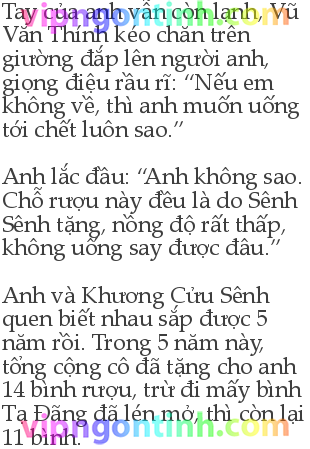 Tay của anh vẫn còn lạnh, Vũ
Văn Thính kéo chăn trên
giường đắp lên người anh,
giọng điệu rầu rĩ: “Nếu em
không về, thì anh muốn uống
tới chết luôn sao.”
Anh lắc đầu: “Anh không sao.
Chỗ rượu này đều là do Sênh
Sênh tặng, nồng độ rất thấp,
không uống say được đâu.”
Anh và Khương Cửu Sênh
quen biết nhau sắp được 5
năm rồi. Trong 5 năm này,
tổng cộng cô đã tặng cho anh
14 bình rượu, trừ đi mấy bình
Tạ Đãng đã lén mở, thì còn lại
11 bình.
vipngontinh.com
vipngontinh.com